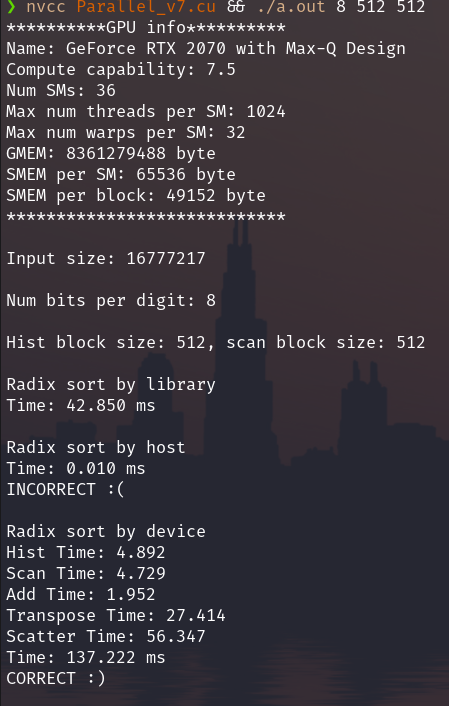 ❯ nvcc Parallel_v7.cu && ./a.out 8 512 512
**********GPU info**********
Name: GeForce RTX 2070 with Max-Q Design
Compute capability: 7.5
Num SMs: 36
Max num threads per SM: 1024
Max num warps per SM: 32
GMEM: 8361279488 byte
SMEM per SM: 65536 byte
SMEM per block: 49152 byte
****************************
Input size: 16777217
Num bits per digit: 8
Hist block size: 512, scan block size: 512
Radix sort by library
Time: 42.850 ms
Radix sort by host
Time: 0.010 ms
INCORRECT :(
Radix sort by device
Hist Time: 4.892
Scan Time: 4.729
Add Time: 1.952
Transpose Time: 27.414
Scatter Time: 56.347
Time: 137.222 ms
CORRECT :)